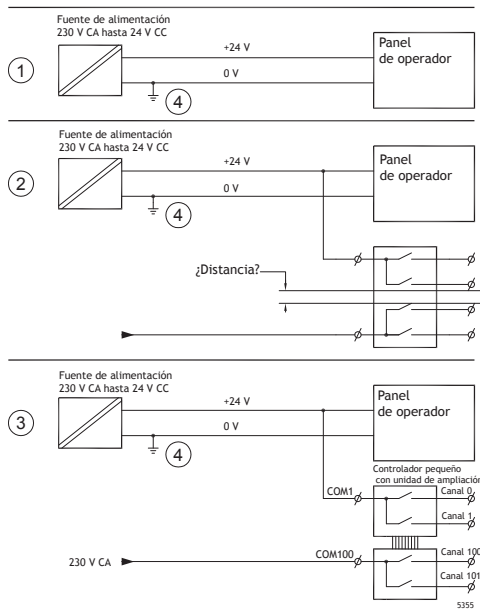 Fuente de alimentación
230 V CA hasta 24 V CC
+24 V
0 V
Panel
de operador
1
4
Fuente de alimentación
230 V CA hasta 24 V CC
+24 V
0 V
Panel
de operador
2
4
¿Distancia?
Fuente de alimentación
230 V CA hasta 24 V CC
+24 V
0 V
Panel
de operador
3
4
Controlador pequeño
con unidad de ampliación
COM1
Canal 0
Canal 1
230 V CA
COM100
Canal 100
Canal 101
5355